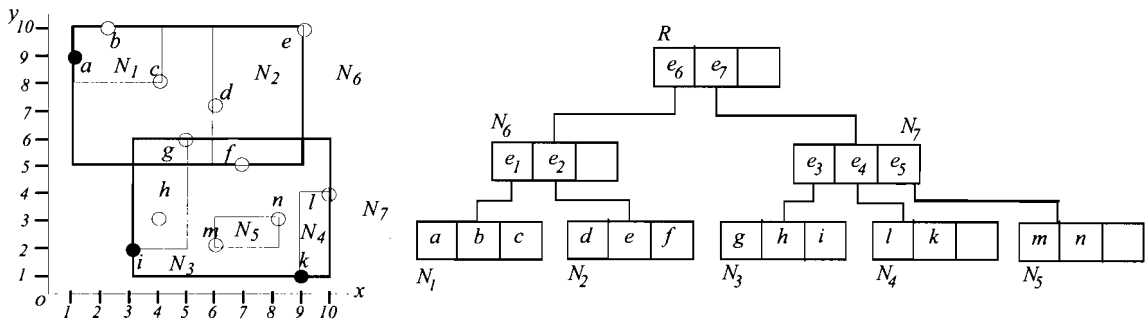 y
10
9
8
7
6
5
4
3
2
1
o
1 2 3 4 5 6 7 8 9 10
x
b
e
a
N1
c
N2
N6
d
g
f
h
l
n
N7
m
N5
N4
i
N3
k
R
e6 e7
N6
N7
e1 e2
e3 e4 e5
a b c
d e f
g h i
l k
m n
N1
N2
N3
N4
N5